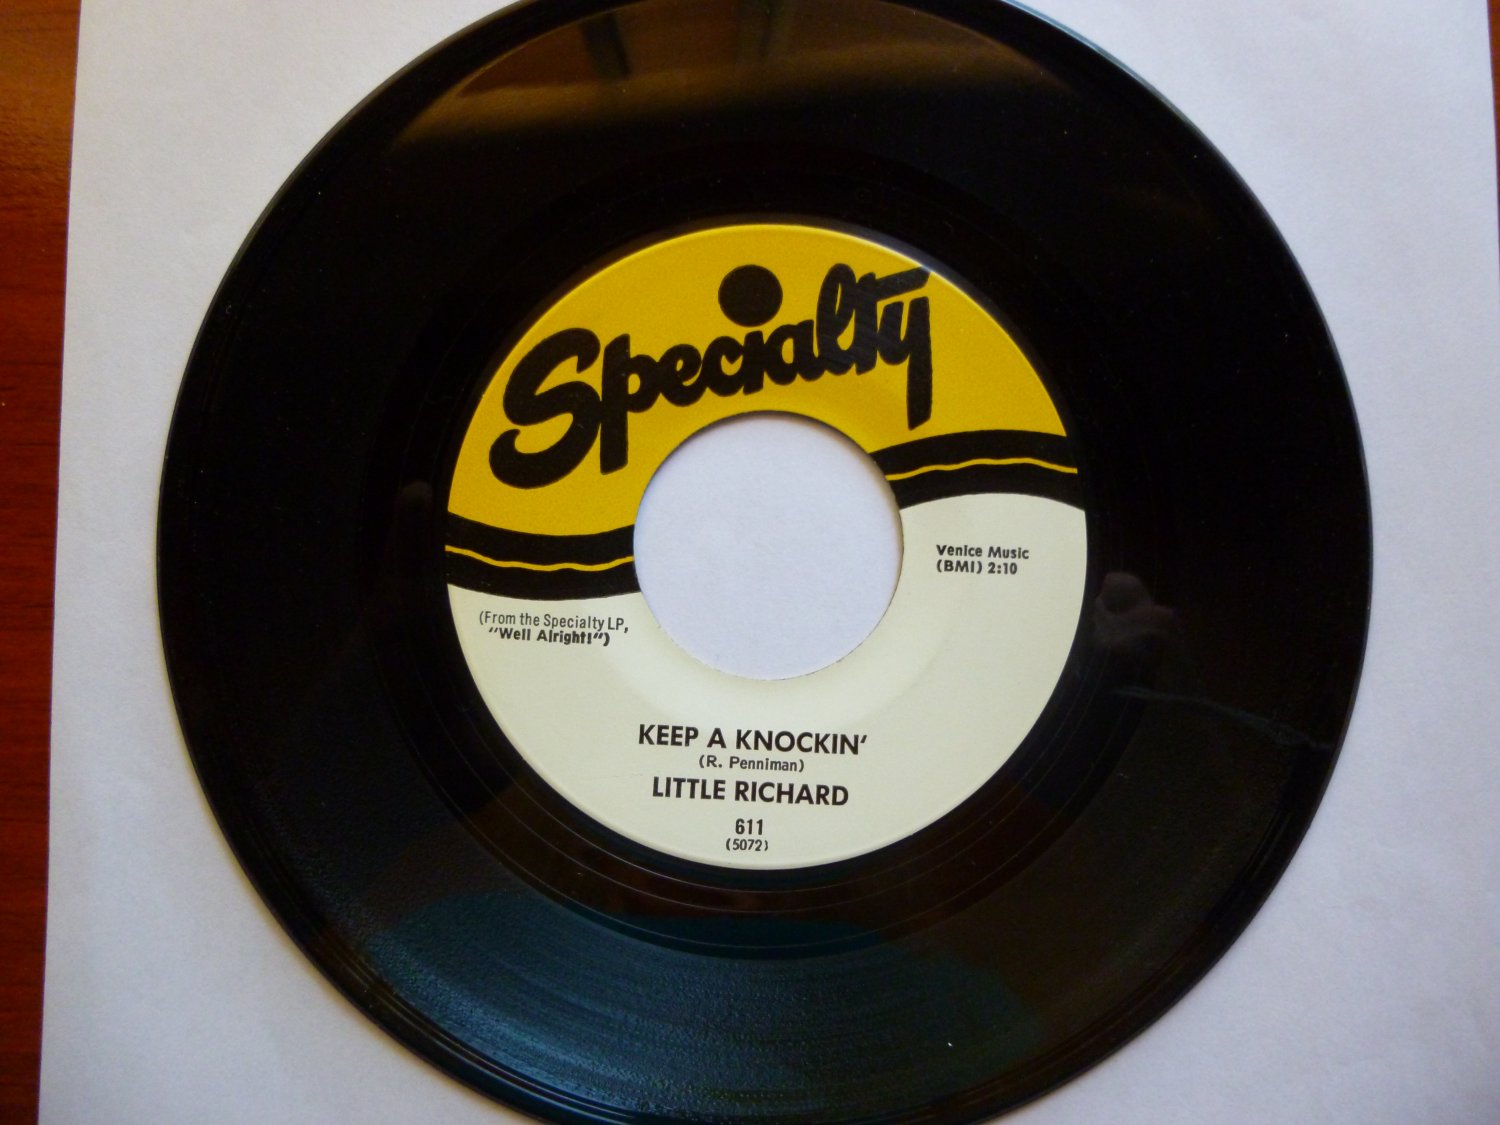 Specialty
Venice Music
(BMI) 2:10
(From the Specialty LP,
"Well Alright!")
KEEP A KNOCKIN'
(R. Penniman)
LITTLE RICHARD
611
(5072)